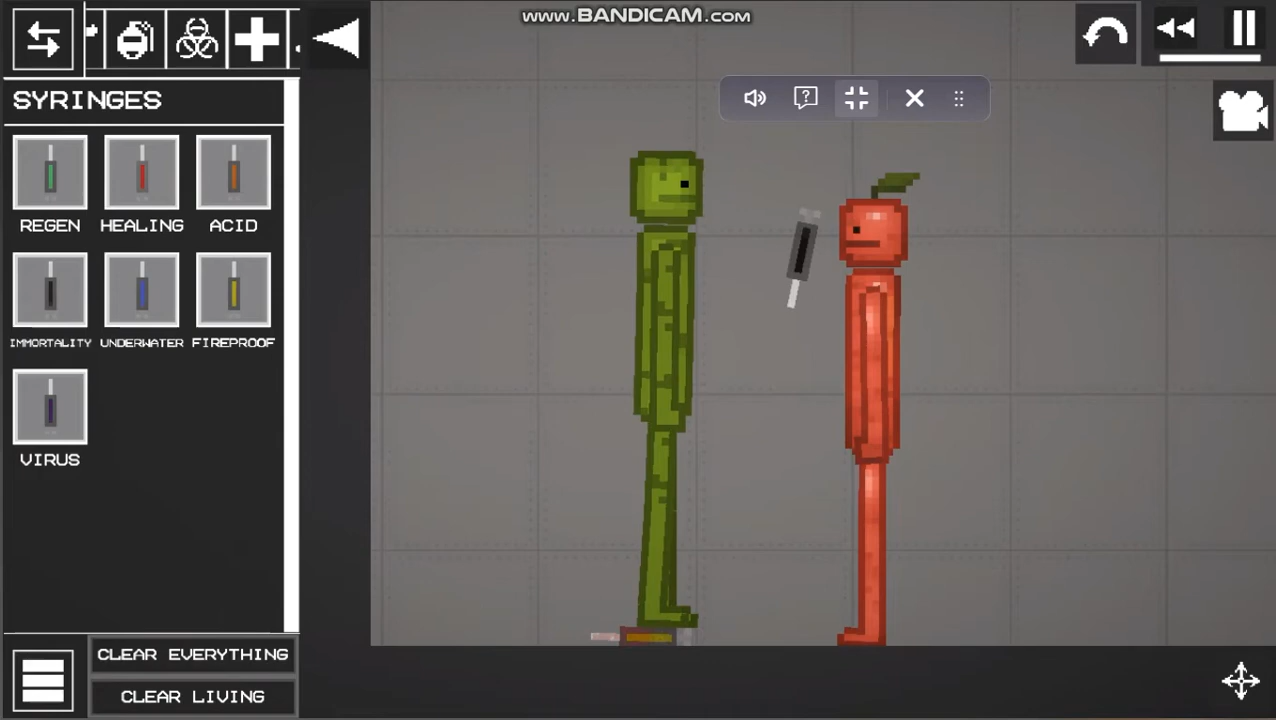 www.BANDICAM.com
SYRINGES
REGEN HEALING ACID
IMMORTALITY UNDERWATER FIREPROOF
VIRUS
CLEAR EVERYTHING
CLEAR LIVING